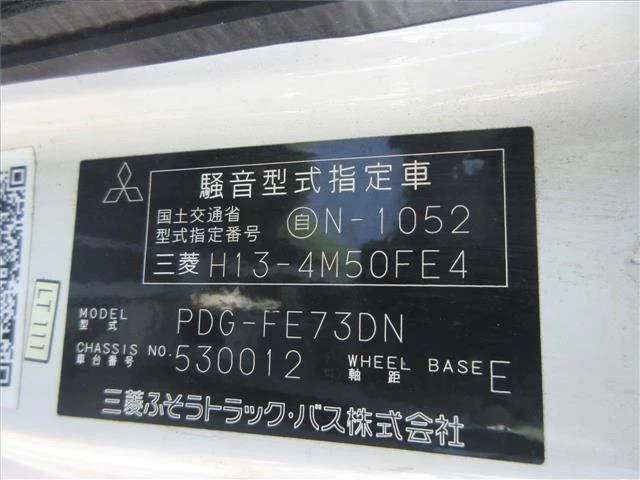 騒音型式指定車
国土交通省
型式指定番号 自N-1052
三菱 H13-4M50FE4
MODEL
型式 PDG-FE73DN
CHASSIS NO.
車台番号 530012 WHEEL BASE
軸距 E
三菱ふそうトラック・バス株式会社
LT111